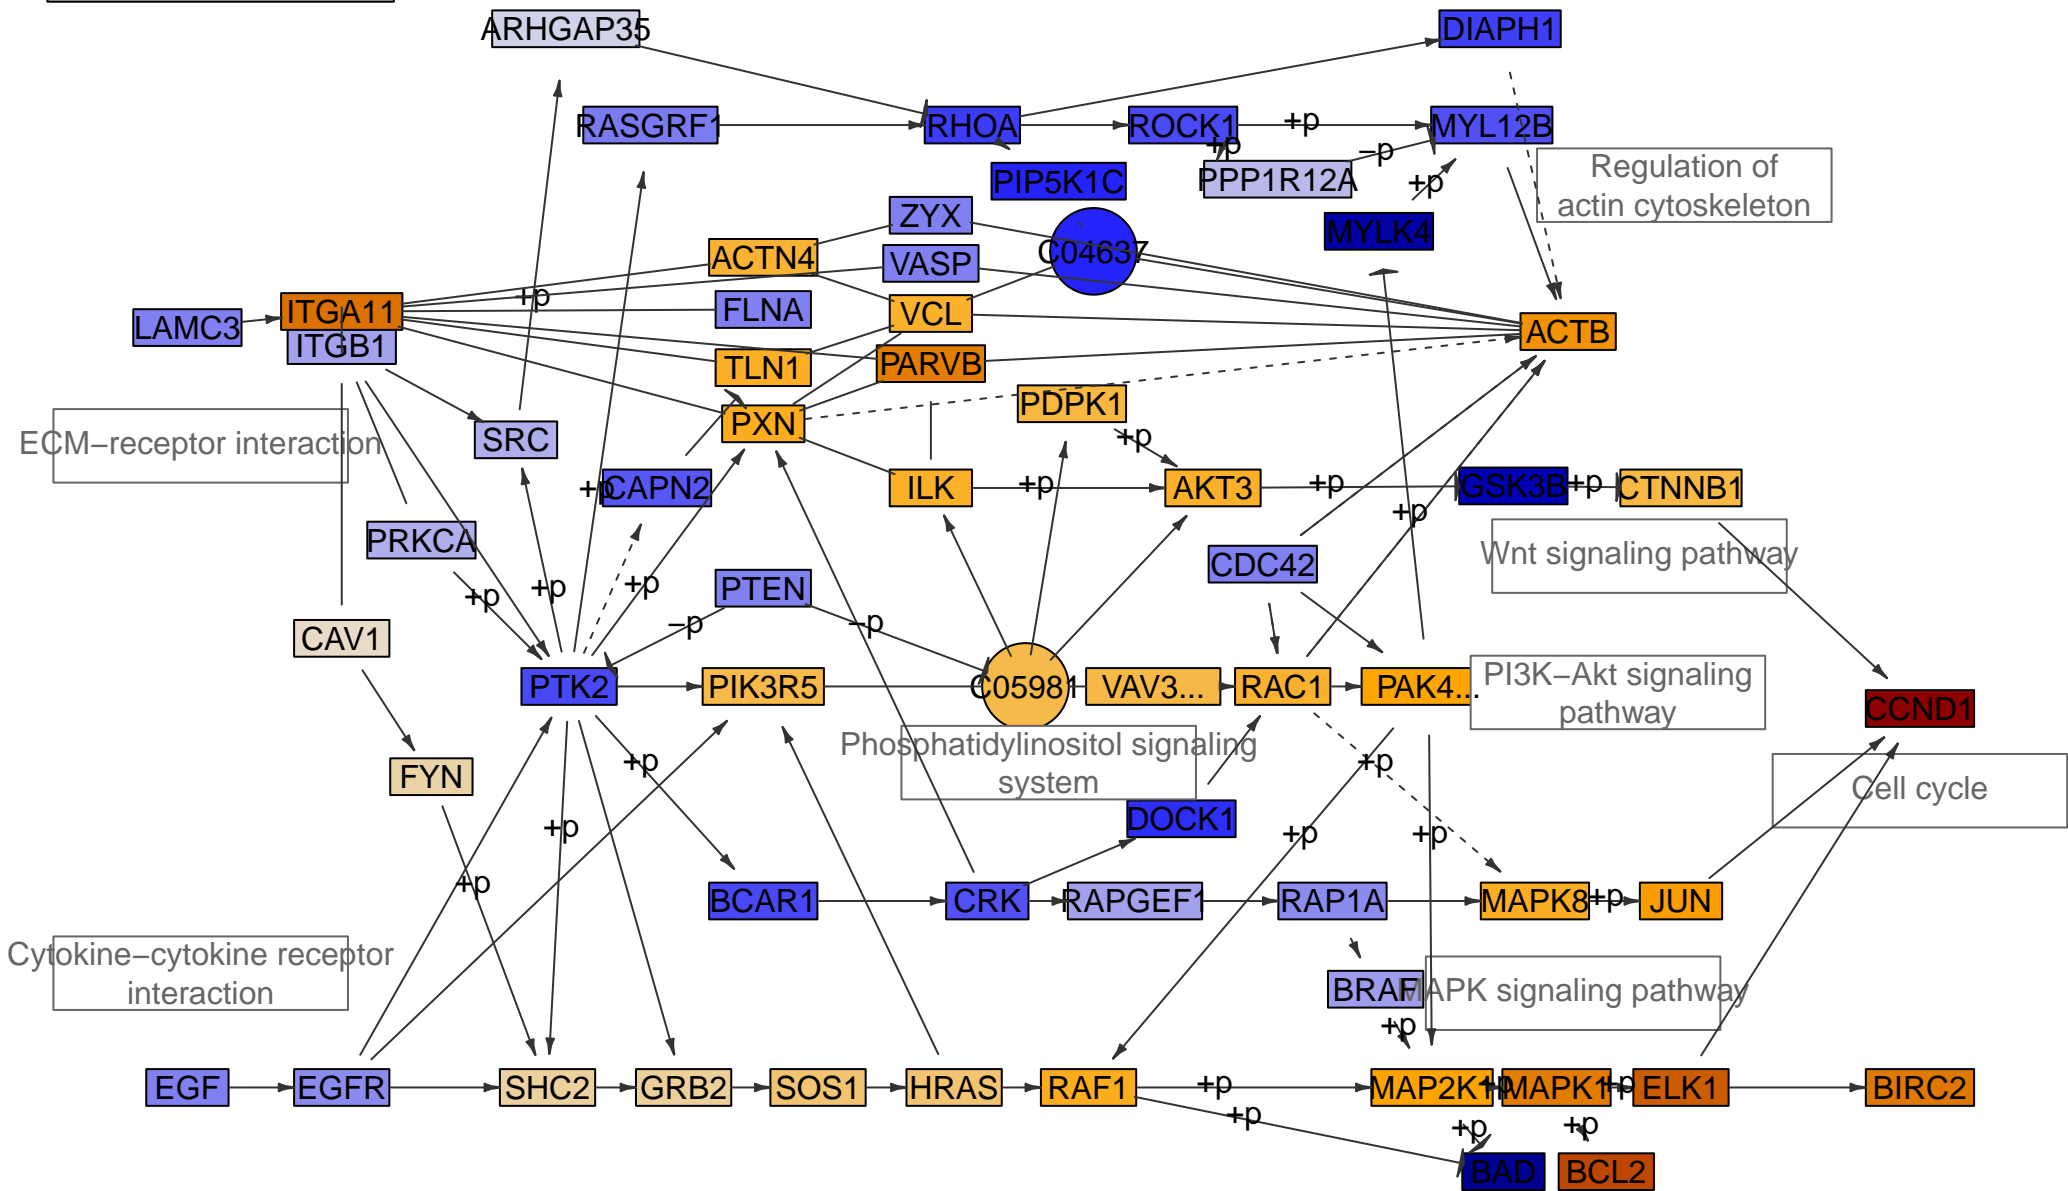 ARHGAP35
DIAPH1
RASGRF1
RHOA
ROCK1
+p
MYL12B
+p
−p
PIP5K1C
PPP1R12A
+p
Regulation of
actin cytoskeleton
ZYX
MYLK4
ACTN4
VASP
C04637
+p
LAMC3
ITGA11
FLNA
VCL
ACTB
ITGB1
TLN1
PARVB
PDPK1
ECM−receptor interaction
SRC
PXN
+p
+p
CAPN2
ILK
+p
AKT3
+p
GSK3B
+p
CTNNB1
+p
PRKCA
Wnt signaling pathway
CDC42
+p
+p
+p
PTEN
−p
−p
CAV1
PTK2
PIK3R5
C05981
VAV3...
RAC1
PAK4...
PI3K−Akt signaling
pathway
CCND1
Phosphatidylinositol signaling
system
FYN
+p
+p
Cell cycle
+p
DOCK1
+p
+p
+p
BCAR1
CRK
RAPGEF1
RAP1A
MAPK8
+p
JUN
Cytokine−cytokine receptor
interaction
BRAF
MAPK signaling pathway
+p
EGF
EGFR
SHC2
GRB2
SOS1
HRAS
RAF1
+p
MAP2K1
+p
MAPK1
+p
ELK1
BIRC2
+p
+p
+p
BAD
BCL2